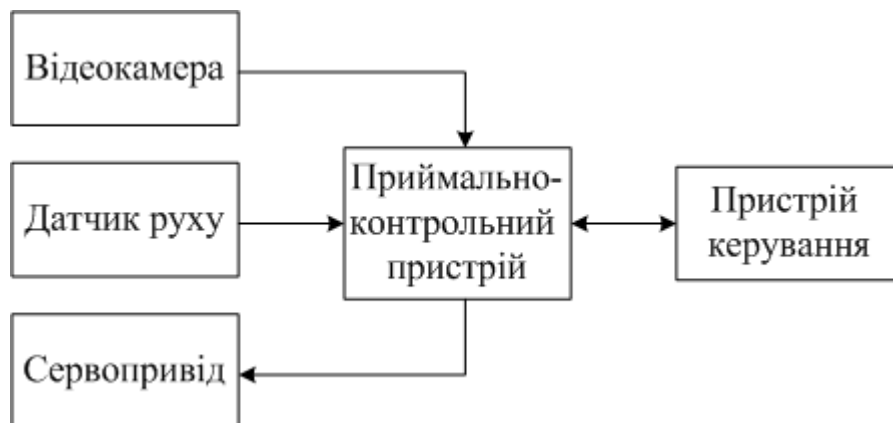 Відеокамера
Датчик руху
Сервопривід
Приймально-
контрольний
пристрій
Пристрій
керування